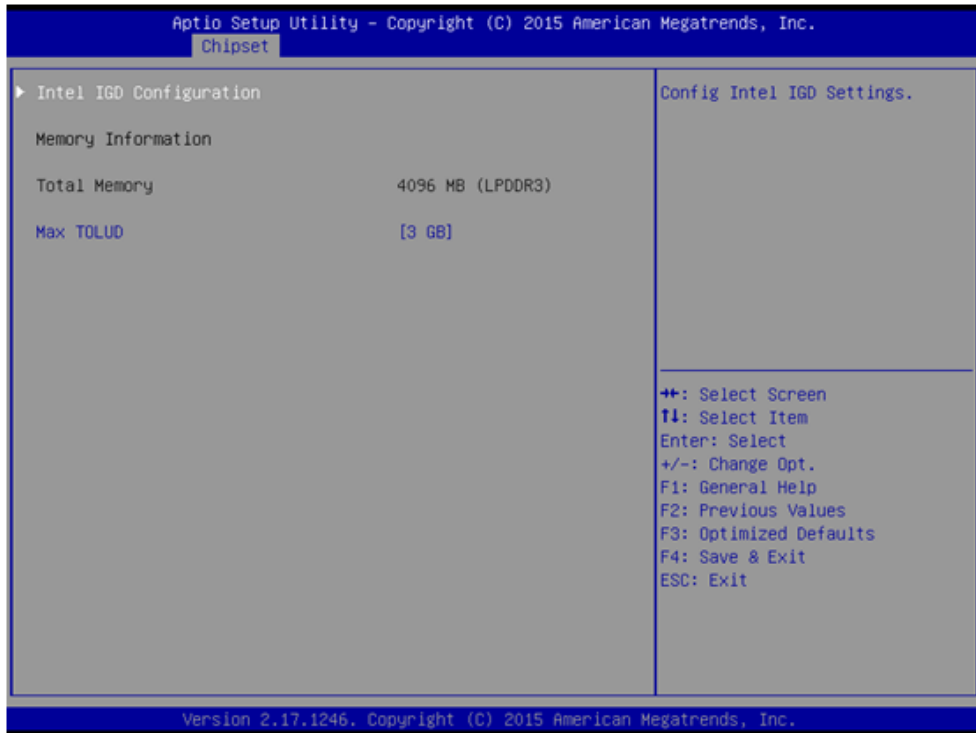 Aptio Setup Utility – Copyright (C) 2015 American Megatrends, Inc.
Chipset
▶ Intel IGD Configuration
Memory Information
Total Memory 4096 MB (LPDDR3)
Max TOLUD [3 GB]
Config Intel IGD Settings.
→←: Select Screen
↑↓: Select Item
Enter: Select
+/-: Change Opt.
F1: General Help
F2: Previous Values
F3: Optimized Defaults
F4: Save & Exit
ESC: Exit
Version 2.17.1246. Copyright (C) 2015 American Megatrends, Inc.